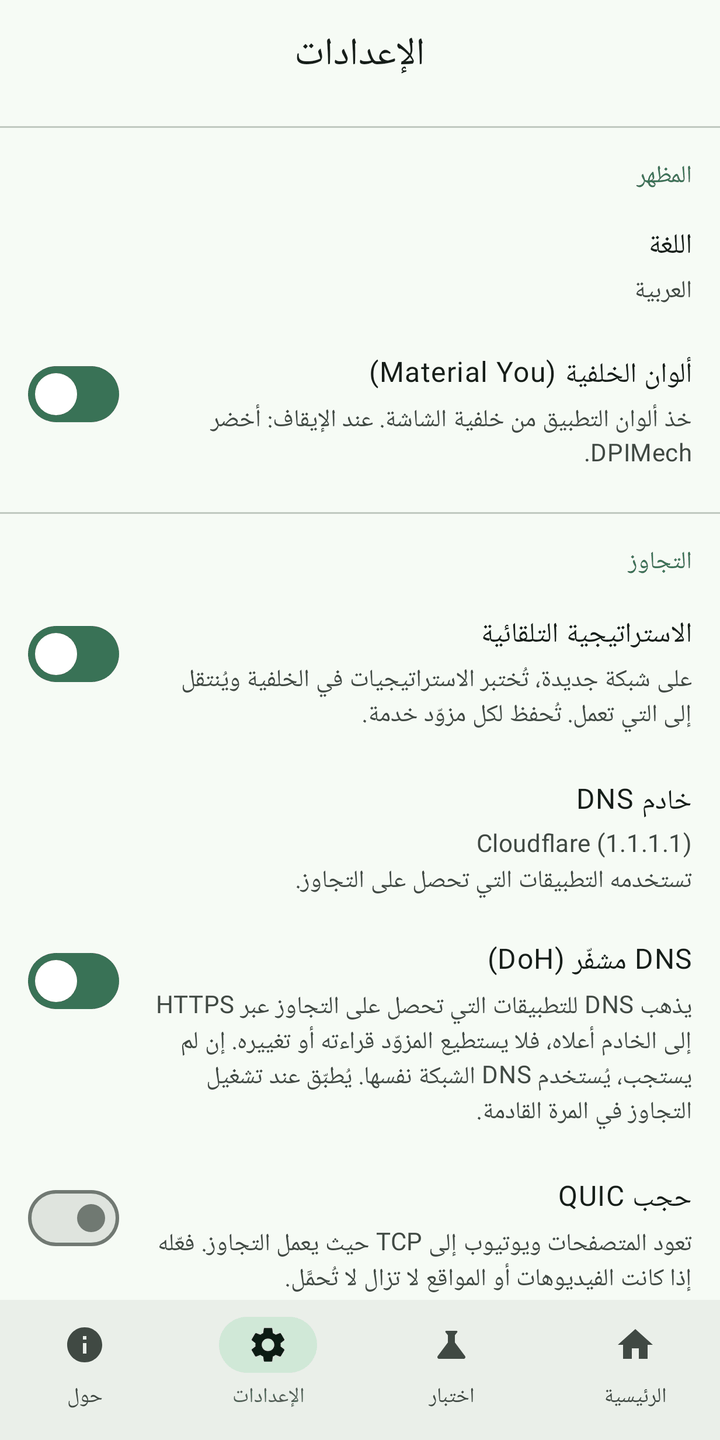 الإعدادات
المظهر
اللغة
العربية
ألوان الخلفية (Material You)
خذ ألوان التطبيق من خلفية الشاشة. عند الإيقاف: أخضر
DPIMech.
التجاوز
الاستراتيجية التلقائية
على شبكة جديدة، تُختبر الاستراتيجيات في الخلفية ويُنتقل
إلى التي تعمل. تُحفظ لكل مزوّد خدمة.
خادم DNS
Cloudflare (1.1.1.1)
تستخدمه التطبيقات التي تحصل على التجاوز.
DNS مشفّر (DoH)
يذهب DNS للتطبيقات التي تحصل على التجاوز عبر HTTPS
إلى الخادم أعلاه، فلا يستطيع المزوّد قراءته أو تغييره. إن لم
يستجب، يُستخدم DNS الشبكة نفسها. يُطبّق عند تشغيل
التجاوز في المرة القادمة.
حجب QUIC
تعود المتصفحات ويوتيوب إلى TCP حيث يعمل التجاوز. فعّله
إذا كانت الفيديوهات أو المواقع لا تزال لا تُحمَّل.
الرئيسية
اختبار
الإعدادات
حول